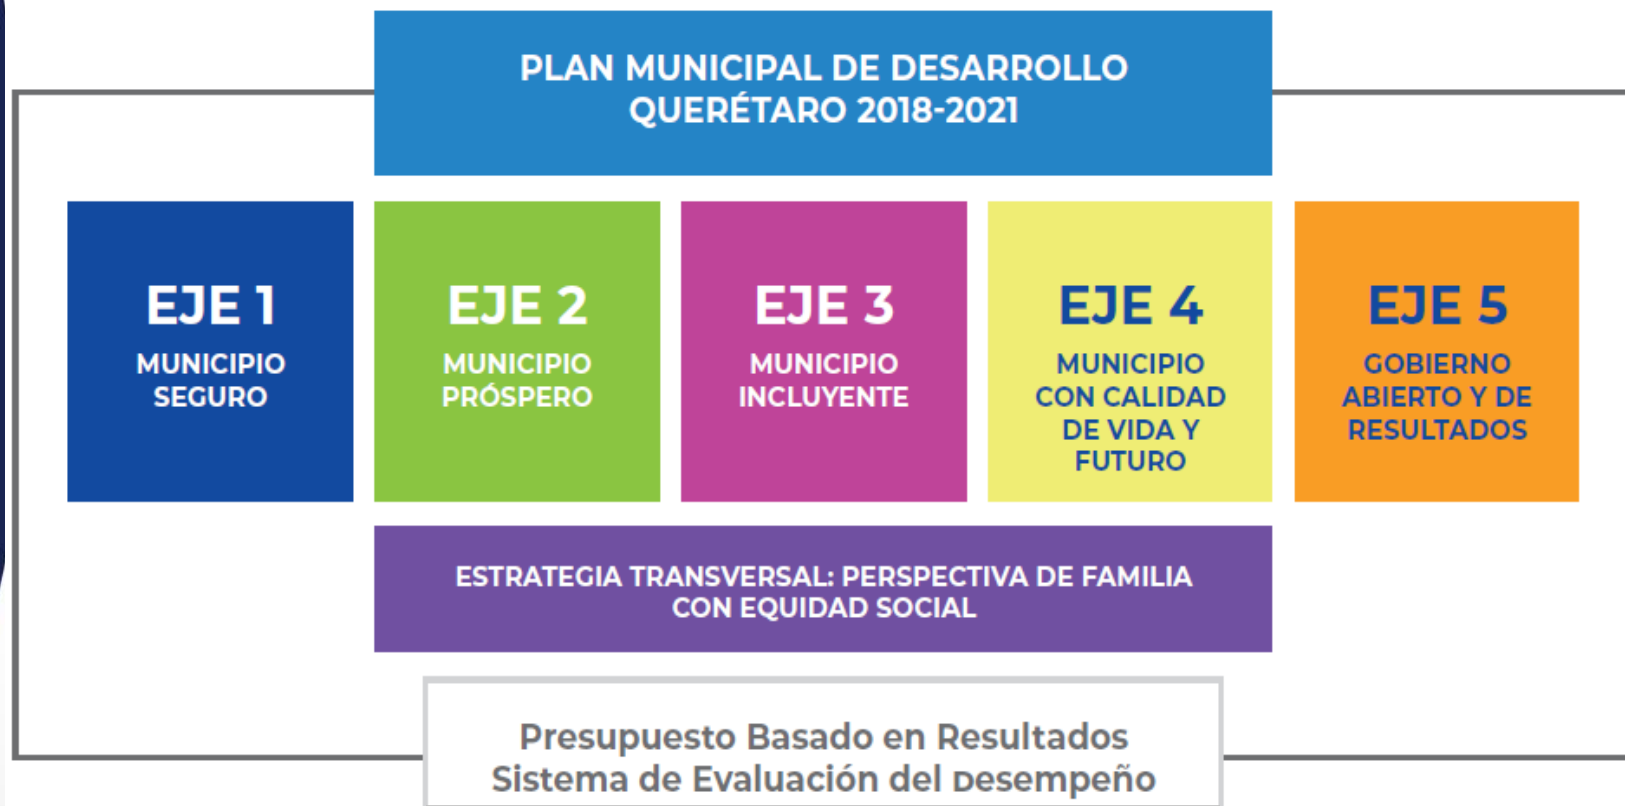 PLAN MUNICIPAL DE DESARROLLO
QUERÉTARO 2018-2021
EJE 1
MUNICIPIO
SEGURO
EJE 2
MUNICIPIO
PRÓSPERO
EJE 3
MUNICIPIO
INCLUYENTE
EJE 4
MUNICIPIO
CON CALIDAD
DE VIDA Y
FUTURO
EJE 5
GOBIERNO
ABIERTO Y DE
RESULTADOS
ESTRATEGIA TRANSVERSAL: PERSPECTIVA DE FAMILIA
CON EQUIDAD SOCIAL
Presupuesto Basado en Resultados
Sistema de Evaluación del Desempeño